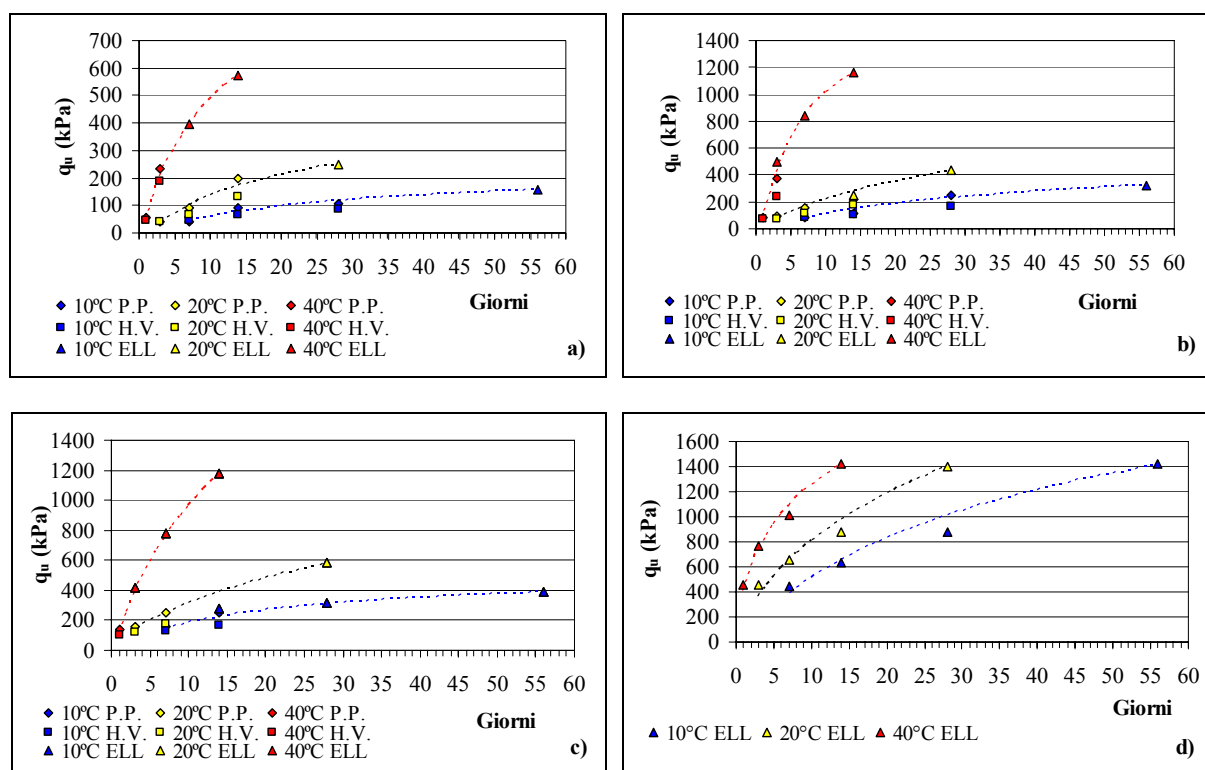 700
600
500
400
300
200
100
0
qu (kPa)
0 5 10 15 20 25 30 35 40 45 50 55 60
Giorni
10ºC P.P. 20ºC P.P. 40ºC P.P.
10ºC H.V. 20ºC H.V. 40ºC H.V.
10ºC ELL 20ºC ELL 40ºC ELL
a)
1400
1200
1000
800
600
400
200
0
qu (kPa)
0 5 10 15 20 25 30 35 40 45 50 55 60
Giorni
10ºC P.P. 20ºC P.P. 40ºC P.P.
10ºC H.V. 20ºC H.V. 40ºC H.V.
10ºC ELL 20ºC ELL 40ºC ELL
b)
1400
1200
1000
800
600
400
200
0
qu (kPa)
0 5 10 15 20 25 30 35 40 45 50 55 60
Giorni
10ºC P.P. 20ºC P.P. 40ºC P.P.
10ºC H.V. 20ºC H.V. 40ºC H.V.
10ºC ELL 20ºC ELL 40ºC ELL
c)
1600
1400
1200
1000
800
600
400
200
0
qu (kPa)
0 5 10 15 20 25 30 35 40 45 50 55 60
Giorni
10°C ELL 20°C ELL 40°C ELL
d)